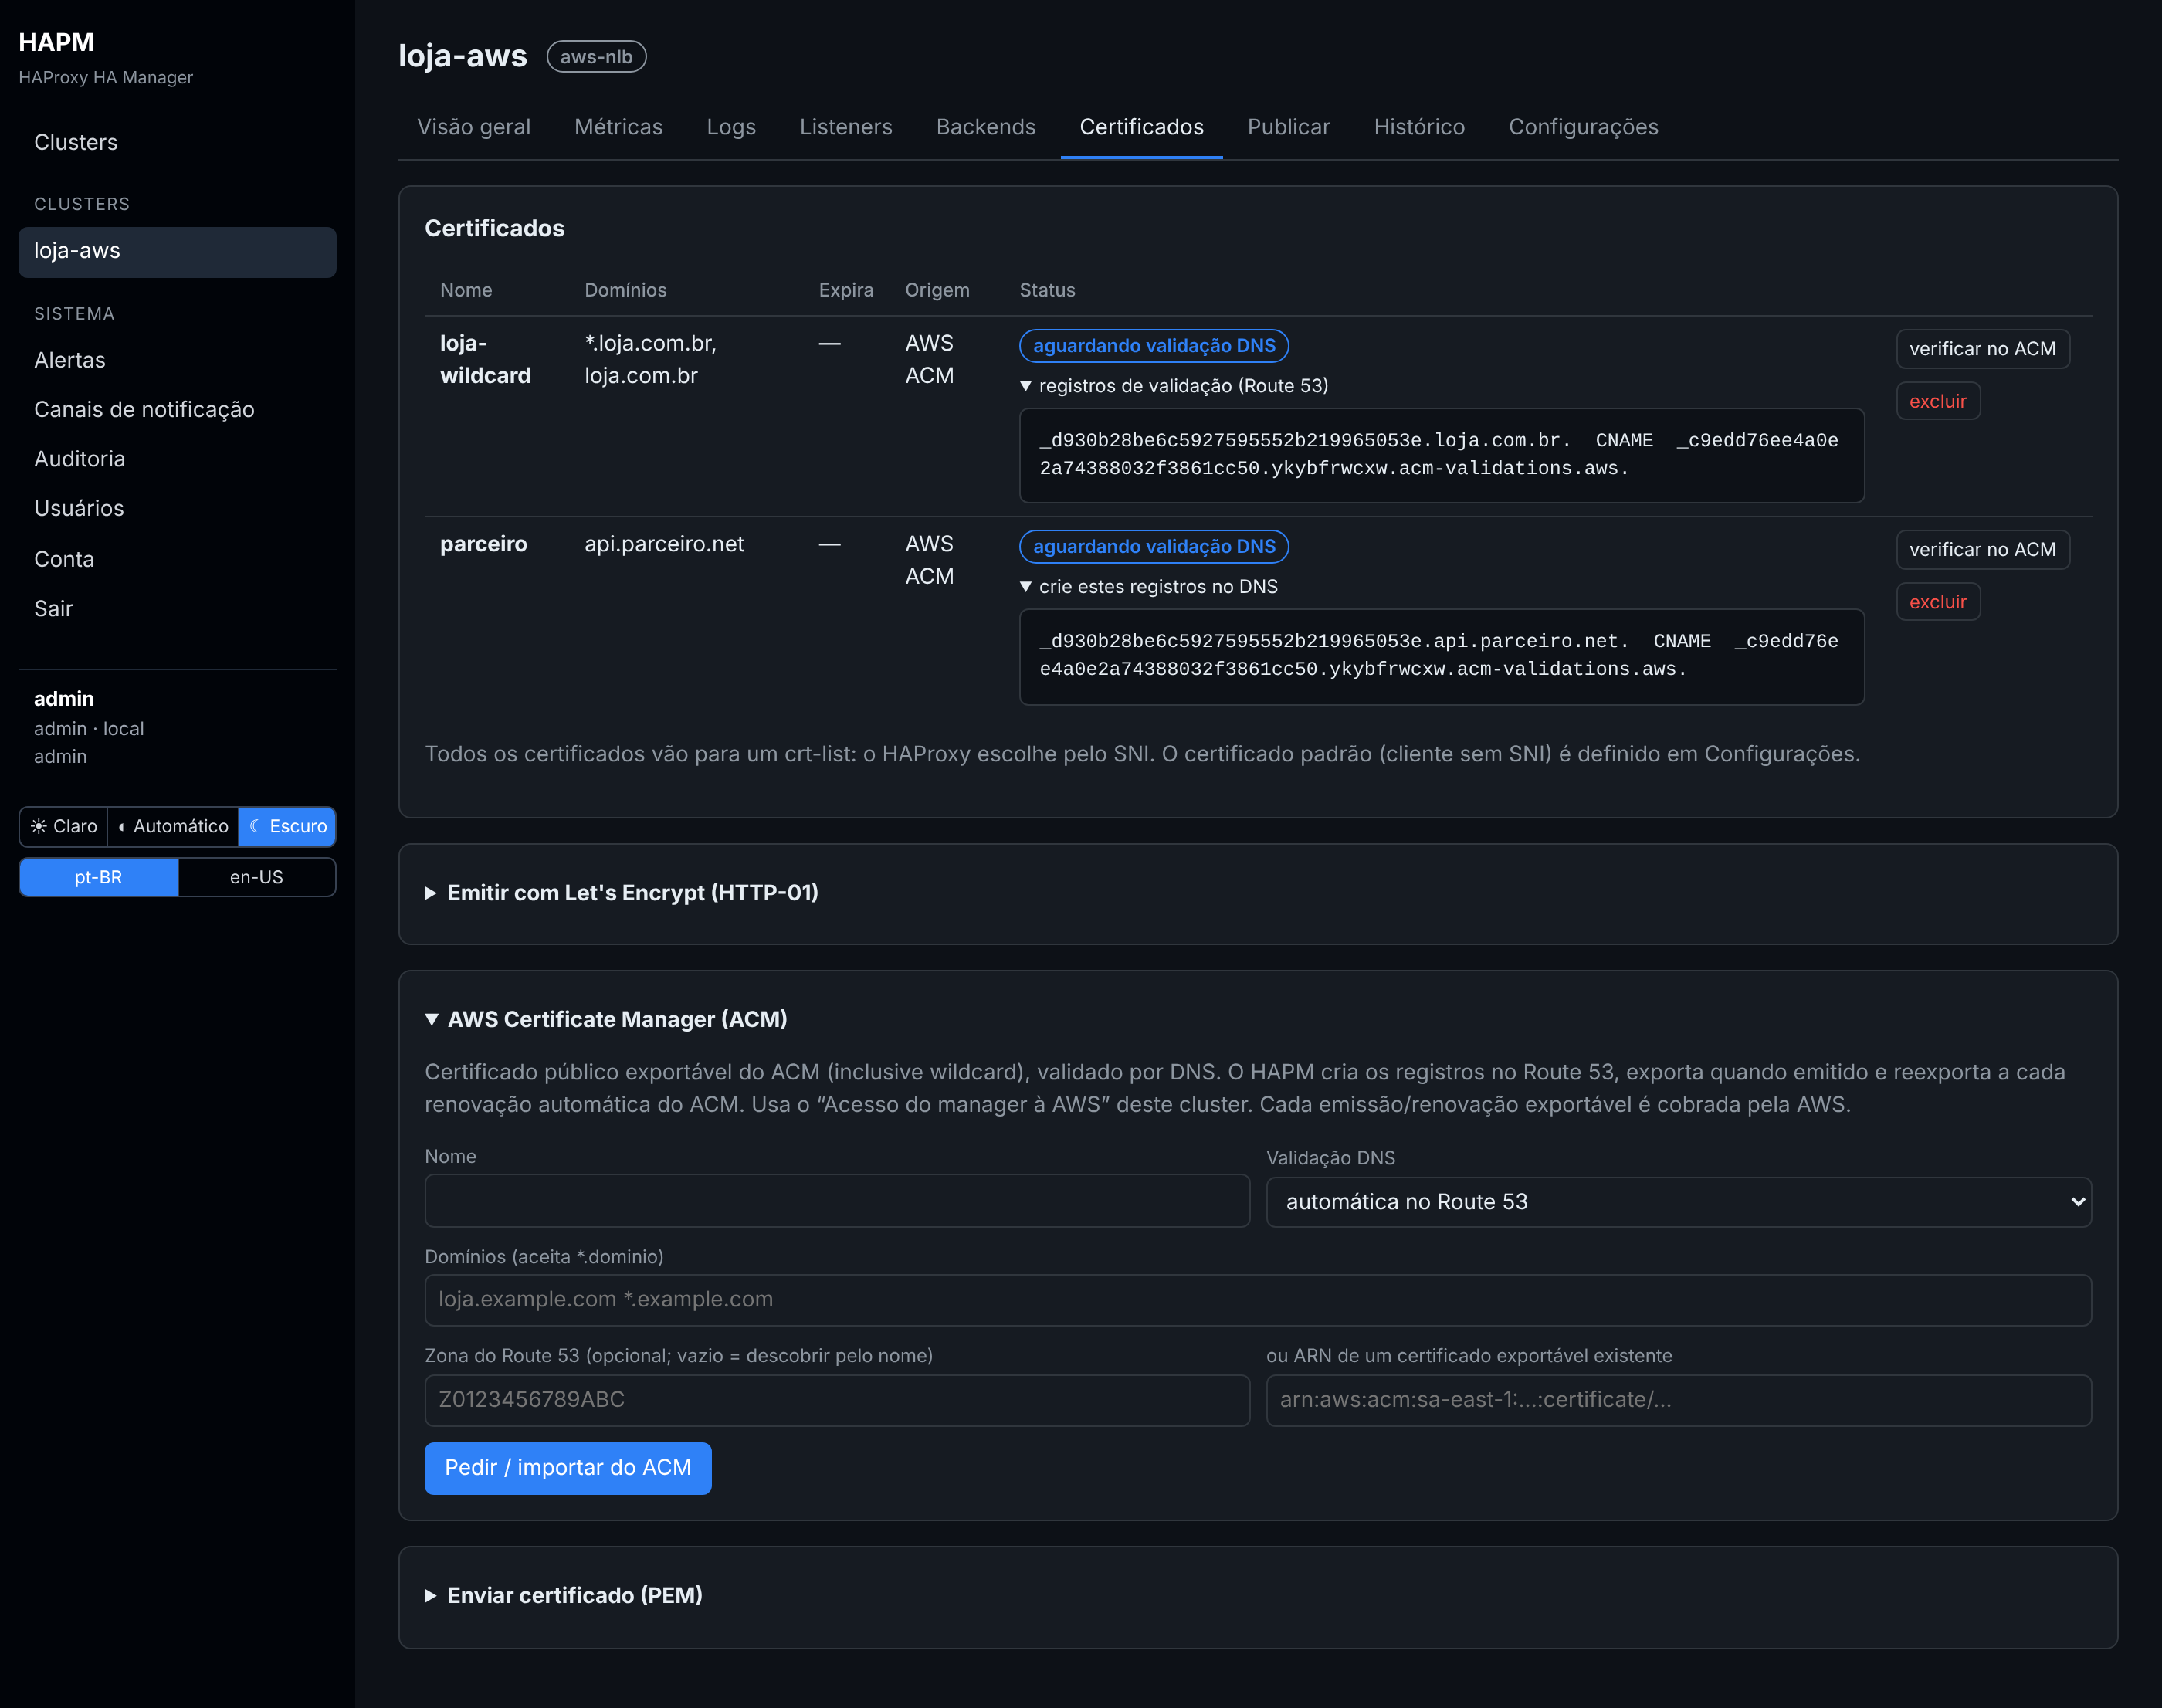 HAPM
HAProxy HA Manager
Clusters
CLUSTERS
loja-aws
SISTEMA
Alertas
Canais de notificação
Auditoria
Usuários
Conta
Sair
admin
admin · local
admin
☀ Claro
Automático
☾ Escuro
pt-BR
en-US
loja-aws
aws-nlb
Visão geral
Métricas
Logs
Listeners
Backends
Certificados
Publicar
Histórico
Configurações
Certificados
Nome
Domínios
Expira
Origem
Status
loja-
wildcard
*.loja.com.br,
loja.com.br
—
AWS
ACM
aguardando validação DNS
▼ registros de validação (Route 53)
_d930b28be6c5927595552b219965053e.loja.com.br.  CNAME  _c9edd76ee4a0e
2a74388032f3861cc50.ykybfrwcxw.acm-validations.aws.
verificar no ACM
excluir
parceiro
api.parceiro.net
—
AWS
ACM
aguardando validação DNS
▼ crie estes registros no DNS
_d930b28be6c5927595552b219965053e.api.parceiro.net.  CNAME  _c9edd76e
e4a0e2a74388032f3861cc50.ykybfrwcxw.acm-validations.aws.
verificar no ACM
excluir
Todos os certificados vão para um crt-list: o HAProxy escolhe pelo SNI. O certificado padrão (cliente sem SNI) é definido em Configurações.
▶ Emitir com Let's Encrypt (HTTP-01)
▼ AWS Certificate Manager (ACM)
Certificado público exportável do ACM (inclusive wildcard), validado por DNS. O HAPM cria os registros no Route 53, exporta quando emitido e reexporta a cada
renovação automática do ACM. Usa o “Acesso do manager à AWS” deste cluster. Cada emissão/renovação exportável é cobrada pela AWS.
Nome
Validação DNS
automática no Route 53
Domínios (aceita *.dominio)
loja.example.com *.example.com
Zona do Route 53 (opcional; vazio = descobrir pelo nome)
Z0123456789ABC
ou ARN de um certificado exportável existente
arn:aws:acm:sa-east-1:...:certificate/...
Pedir / importar do ACM
▶ Enviar certificado (PEM)